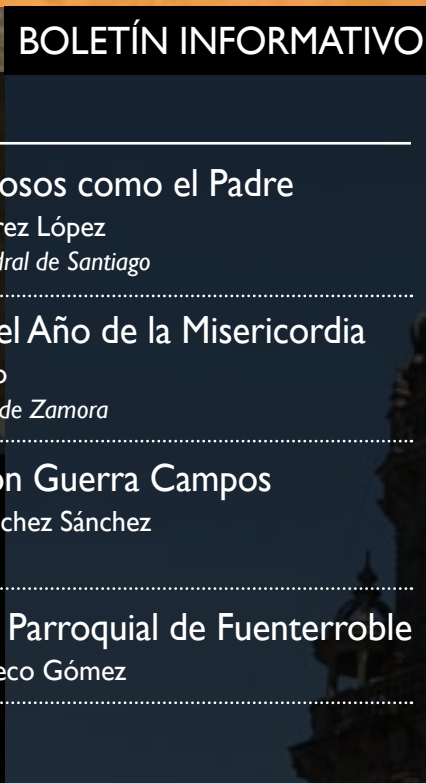 BOLETÍN INFORMATIVO
osos como el Padre
rez López
dral de Santiago
el Año de la Misericordia
o
de Zamora
on Guerra Campos
chez Sánchez
Parroquial de Fuenterroble
eco Gómez